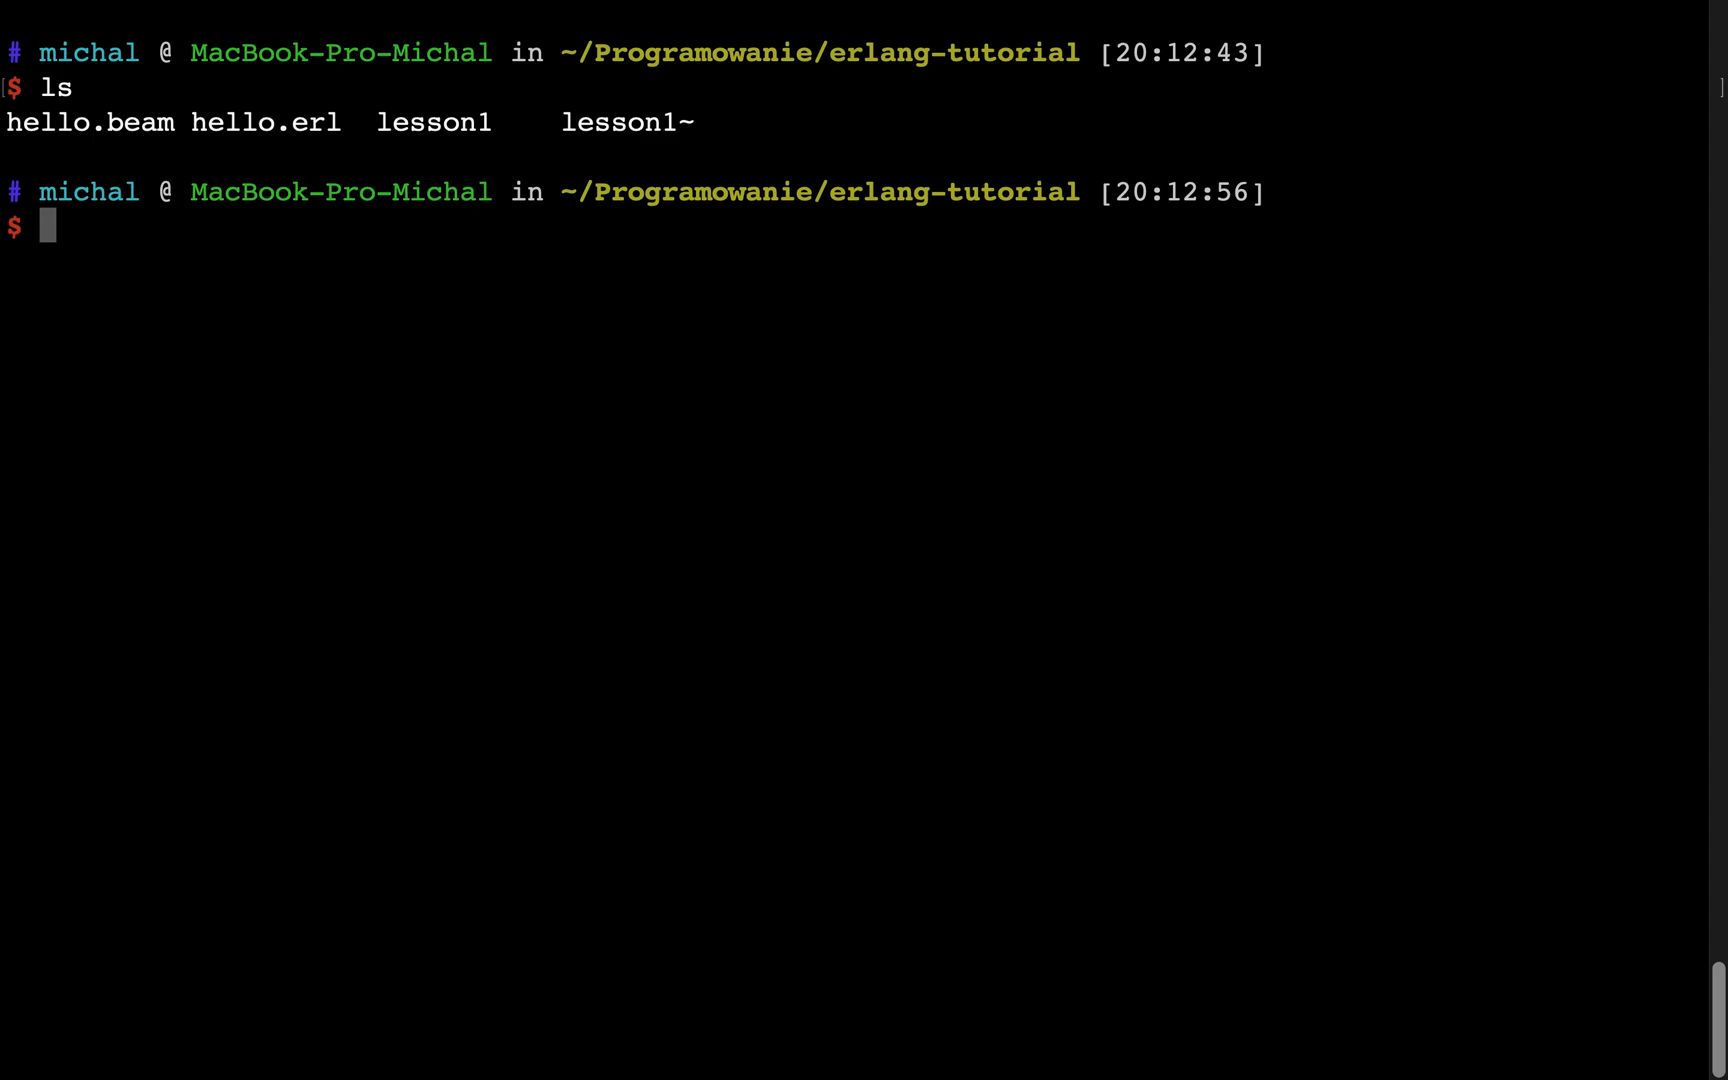 # michal @ MacBook-Pro-Michal in ~/Programowanie/erlang-tutorial [20:12:43]
[$ ls ]
hello.beam hello.erl lesson1 lesson1~
# michal @ MacBook-Pro-Michal in ~/Programowanie/erlang-tutorial [20:12:56]
$